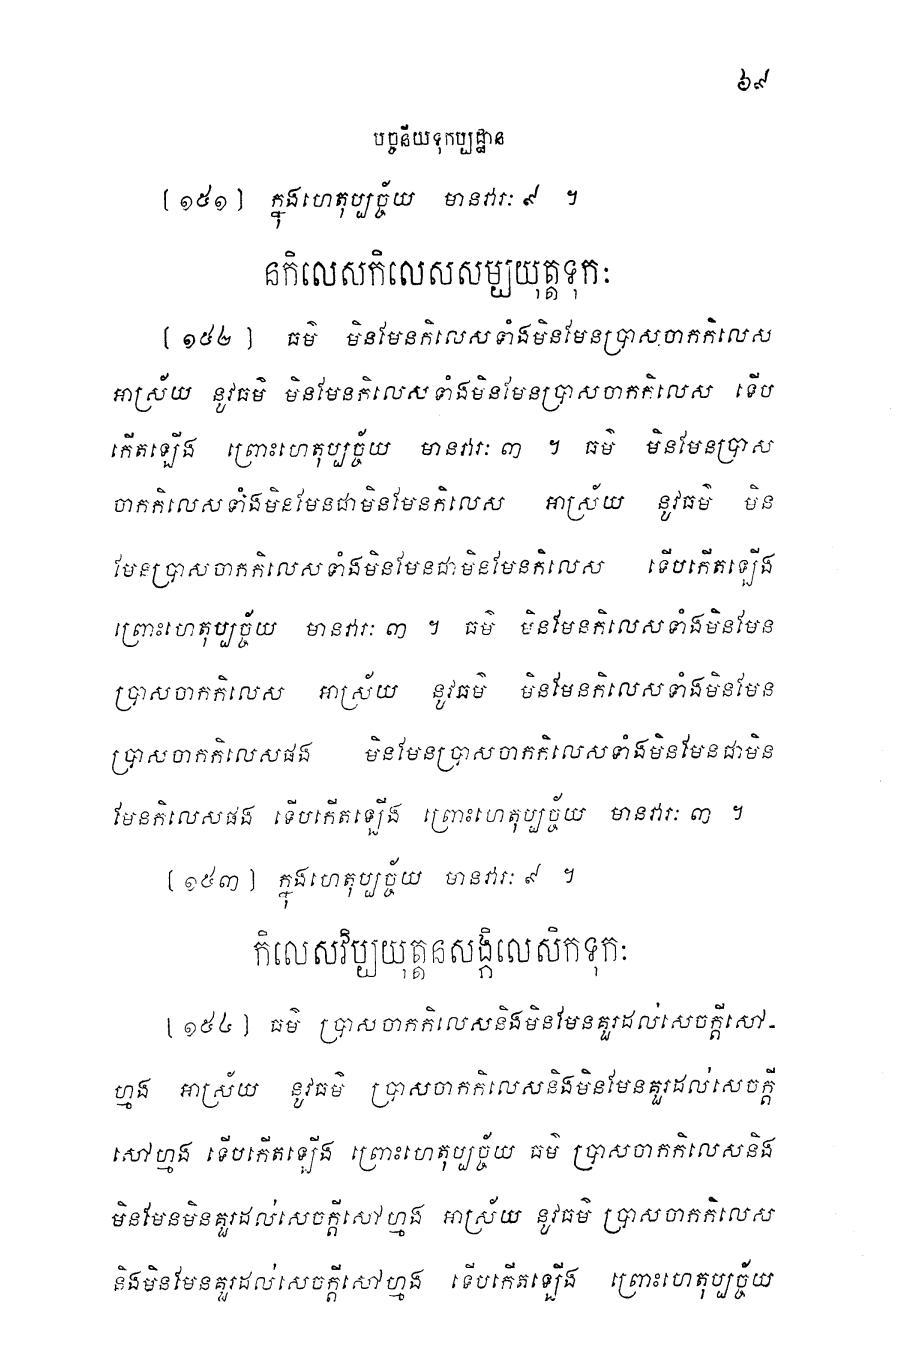 ៦៩
បច្ចនីយទុកប្បដ្ឋាន
[១៥១] ក្នុងហេតុប្បច្ច័យ មានវារៈ ៩ ។
នកិលេសកិលេសសម្បយុត្តទុកៈ
[១៥២] ធម៌ មិនមែនកិលេសទាំងមិនមែនប្រាសចាកកិលេស
អាស្រ័យ នូវធម៌ មិនមែនកិលេសទាំងមិនមែនប្រាសចាកកិលេស ទើប
កើតឡើង ព្រោះហេតុប្បច្ច័យ មានវារៈ ៣ ។ ធម៌ មិនមែនប្រាស
ចាកកិលេសទាំងមិនមែនជាមិនមែនកិលេស អាស្រ័យ នូវធម៌ មិន
មែនប្រាសចាកកិលេសទាំងមិនមែនជាមិនមែនកិលេស ទើបកើតឡើង
ព្រោះហេតុប្បច្ច័យ មានវារៈ ៣ ។ ធម៌ មិនមែនកិលេសទាំងមិនមែន
ប្រាសចាកកិលេស អាស្រ័យ នូវធម៌ មិនមែនកិលេសទាំងមិនមែន
ប្រាសចាកកិលេសផង មិនមែនប្រាសចាកកិលេសទាំងមិនមែនជាមិន
មែនកិលេសផង ទើបកើតឡើង ព្រោះហេតុប្បច្ច័យ មានវារៈ ៣ ។
[១៥៣] ក្នុងហេតុប្បច្ច័យ មានវារៈ ៩ ។
កិលេសវិប្បយុត្តនសង្កិលេសិកទុកៈ
[១៥៤] ធម៌ ប្រាសចាកកិលេសនិងមិនមែនគួរដល់សេចក្តីសៅ-
ហ្មង អាស្រ័យ នូវធម៌ ប្រាសចាកកិលេសនិងមិនមែនគួរដល់សេចក្តី
សៅហ្មង ទើបកើតឡើង ព្រោះហេតុប្បច្ច័យ ធម៌ ប្រាសចាកកិលេសនិង
មិនមែនមិនគួរដល់សេចក្តីសៅហ្មង អាស្រ័យ នូវធម៌ ប្រាសចាកកិលេស
និងមិនមែនគួរដល់សេចក្តីសៅហ្មង ទើបកើតឡើង ព្រោះហេតុប្បច្ច័យ